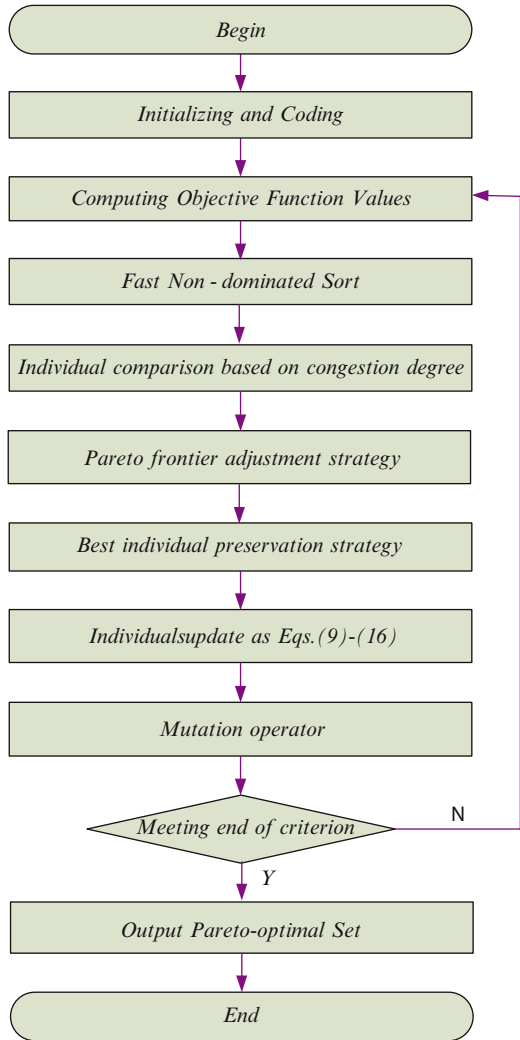 Begin
Initializing and Coding
Computing Objective Function Values
Fast Non - dominated Sort
Individual comparison based on congestion degree
Pareto frontier adjustment strategy
Best individual preservation strategy
Individualsupdate as Eqs.(9)-(16)
Mutation operator
Meeting end of criterion
N
Y
Output Pareto-optimal Set
End